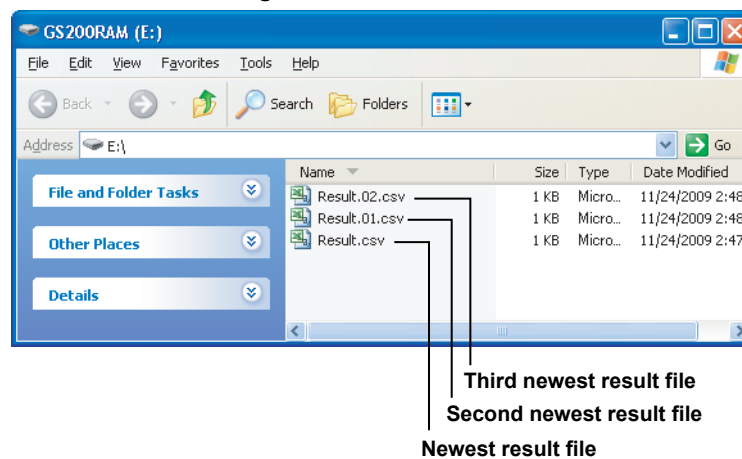 GS200RAM (E:)
File Edit View Favorites Tools Help
Back Search Folders
Address E:\ Go
Name Size Type Date Modified
File and Folder Tasks
Other Places
Details
Result.02.csv 1 KB Micro... 11/24/2009 2:48
Result.01.csv 1 KB Micro... 11/24/2009 2:48
Result.csv 1 KB Micro... 11/24/2009 2:47
Third newest result file
Second newest result file
Newest result file